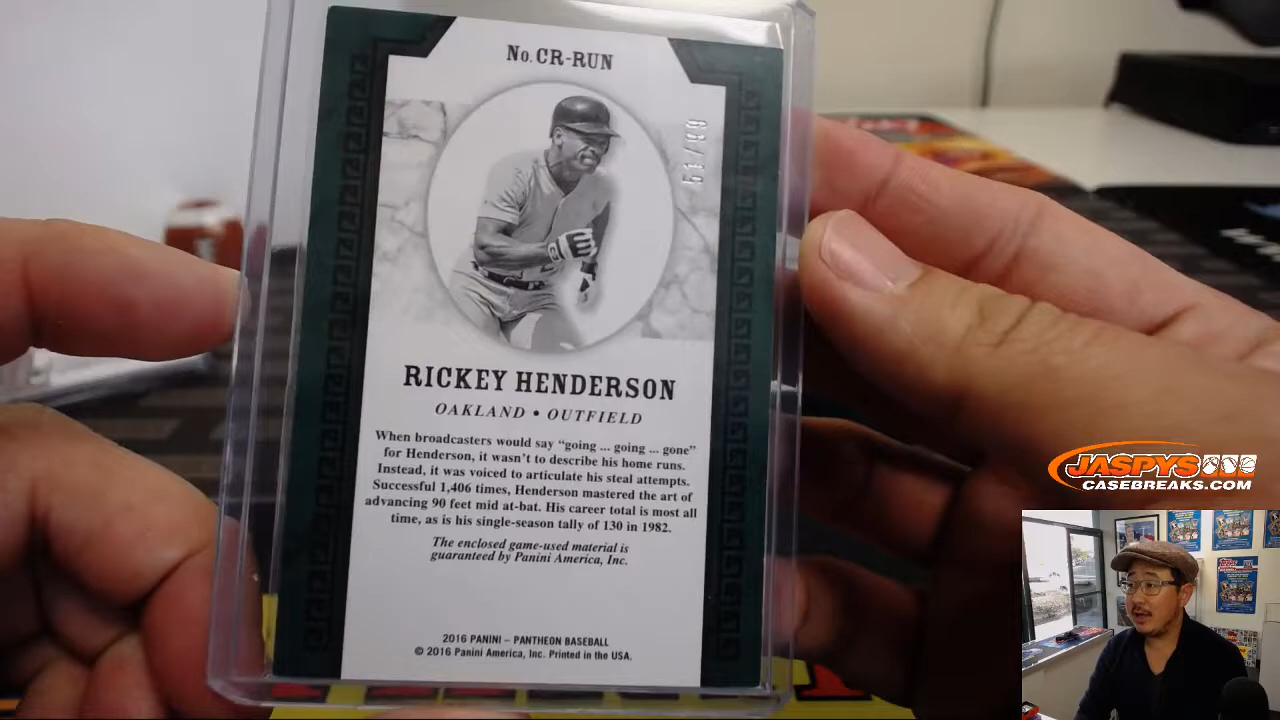 No. CR-RUN
51/99
RICKEY HENDERSON
OAKLAND • OUTFIELD
When broadcasters would say "going ... going ... gone"
for Henderson, it wasn't to describe his home runs.
Instead, it was voiced to articulate his steal attempts.
Successful 1,406 times, Henderson mastered the art of
advancing 90 feet mid at-bat. His career total is most all
time, as is his single-season tally of 130 in 1982.
The enclosed game-used material is
guaranteed by Panini America, Inc.
2016 PANINI – PANTHEON BASEBALL
© 2016 Panini America, Inc. Printed in the USA.
JASPYS
CASEBREAKS.COM